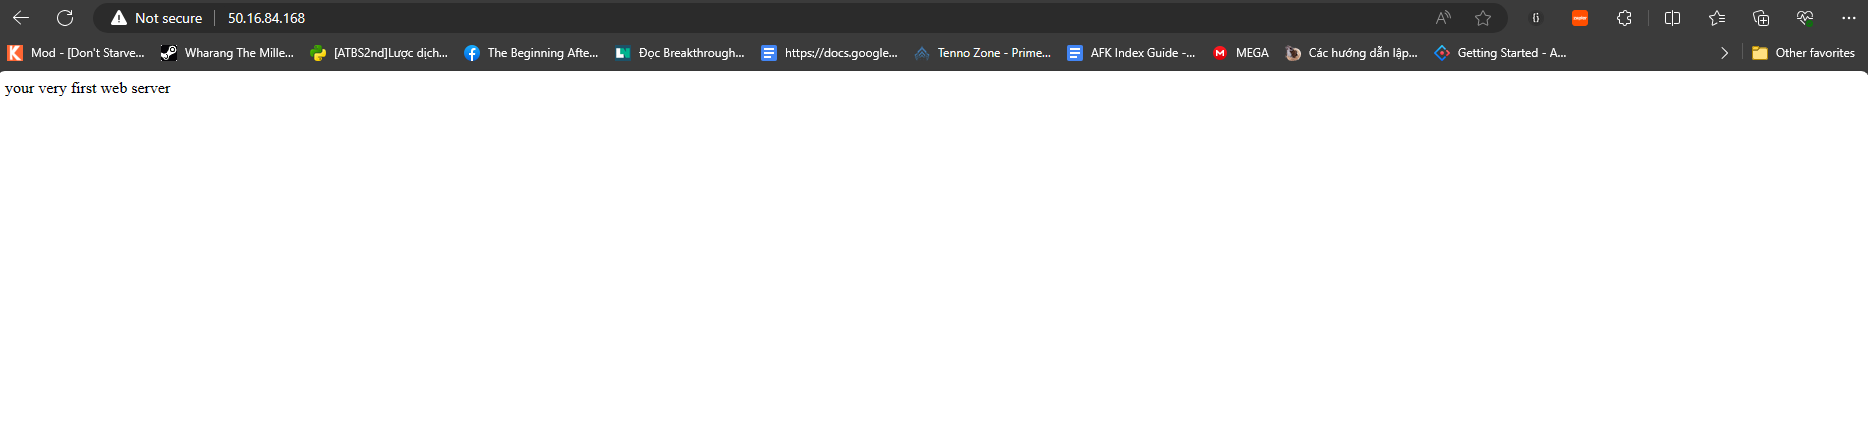 Not secure 50.16.84.168
Mod - [Don't Starve... Wharang The Mille... [ATBS2nd]Lược dịch... The Beginning Afte... Đọc Breakthrough... https://docs.google... Tenno Zone - Prime... AFK Index Guide -... MEGA Các hướng dẫn lập... Getting Started - A... Other favorites
your very first web server